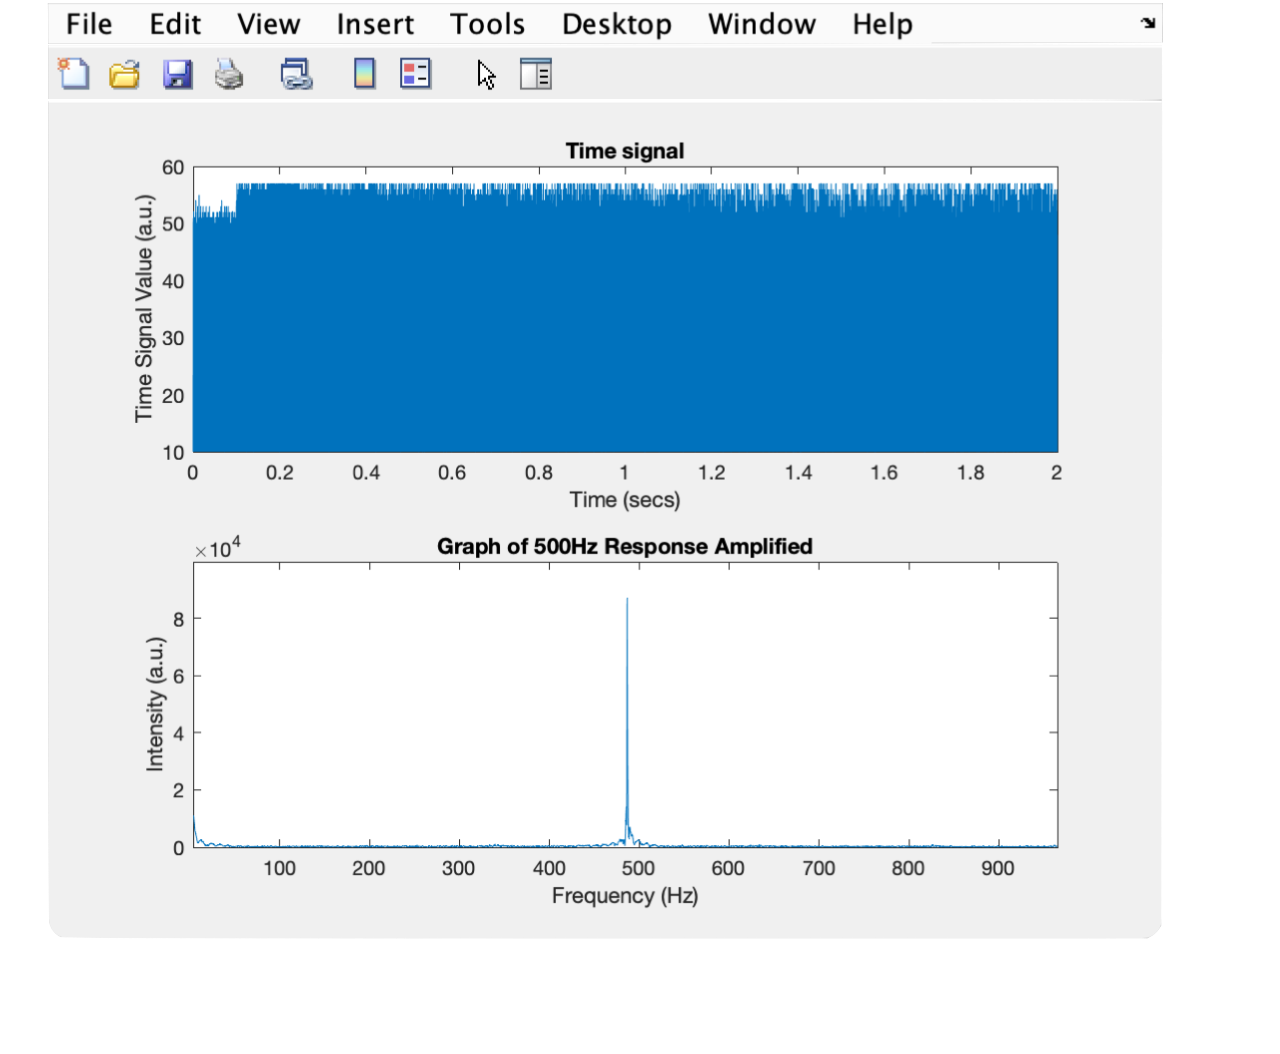 File Edit View Insert Tools Desktop Window Help
Time signal
60
50
40
30
20
10
Time Signal Value (a.u.)
0 0.2 0.4 0.6 0.8 1 1.2 1.4 1.6 1.8 2
Time (secs)
×10^4
Graph of 500Hz Response Amplified
8
6
4
2
0
Intensity (a.u.)
100 200 300 400 500 600 700 800 900
Frequency (Hz)